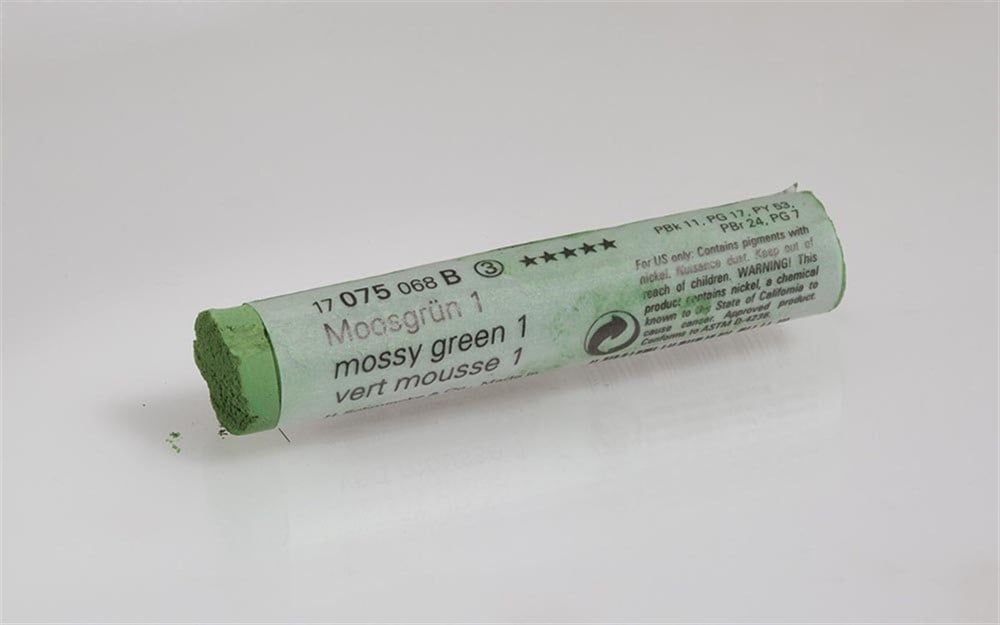 17 075 068 B ③ ★★★★★
Moosgrün 1
mossy green 1
vert mousse 1
PBk 11, PG 17, PY 53,
PBr 24, PG 7
For US only: Contains pigments with
nickel. Nuisance dust. Keep out of
reach of children. WARNING! This
product contains nickel, a chemical
known to the State of California to
cause cancer. Approved product.
Conforms to ASTM D-4236.